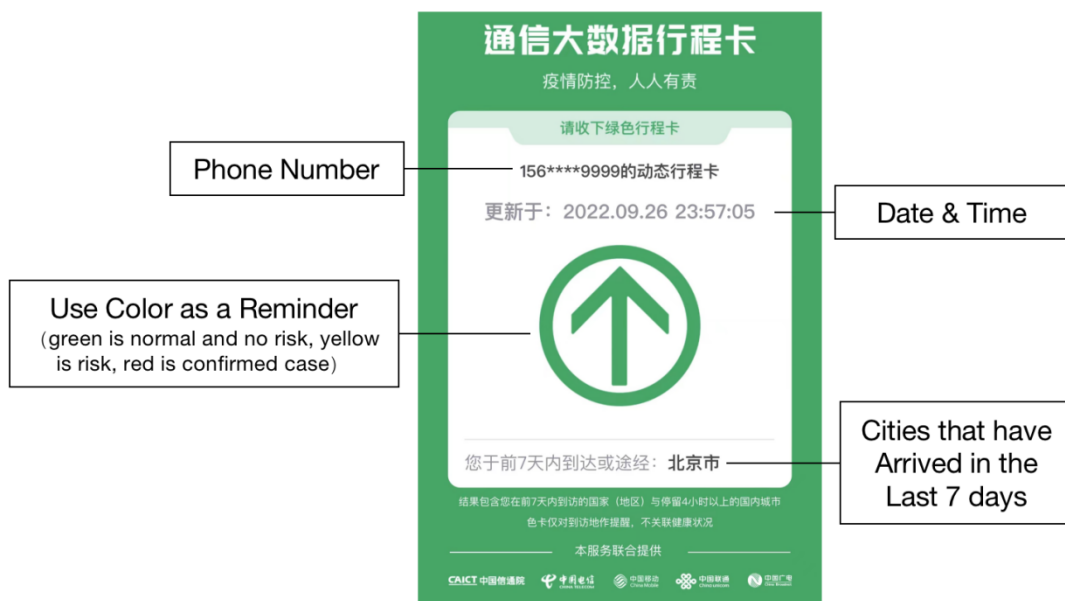 通信大数据行程卡
疫情防控，人人有责
请收下绿色行程卡
Phone Number
156****9999的动态行程卡
更新于：2022.09.26 23:57:05
Date & Time
Use Color as a Reminder
（green is normal and no risk, yellow
is risk, red is confirmed case）
您于前7天内到达或途经：北京市
Cities that have
Arrived in the
Last 7 days
结果包含您在前7天内到访的国家（地区）与停留4小时以上的国内城市
色卡仅对到访地作提醒，不关联健康状况
本服务联合提供
CAICT 中国信通院
中国电信
China Telecom
中国移动
China Mobile
中国联通
China unicom
中国广电
China Broadnet